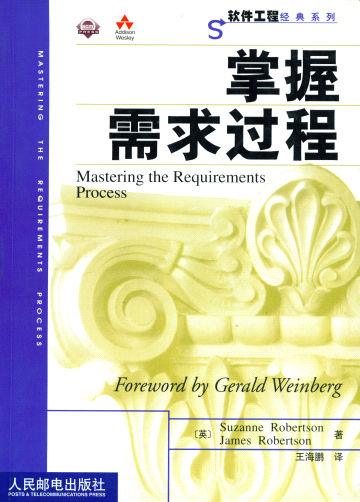 Addison
Wesley
软件工程经典系列
掌握
需求过程
Mastering the Requirements
Process
MASTERING THE REQUIREMENTS PROCESS
Foreword by Gerald Weinberg
[英] Suzanne Robertson
James Robertson 著
王海鹏 译
人民邮电出版社
POSTS & TELECOMMUNICATIONS PRESS